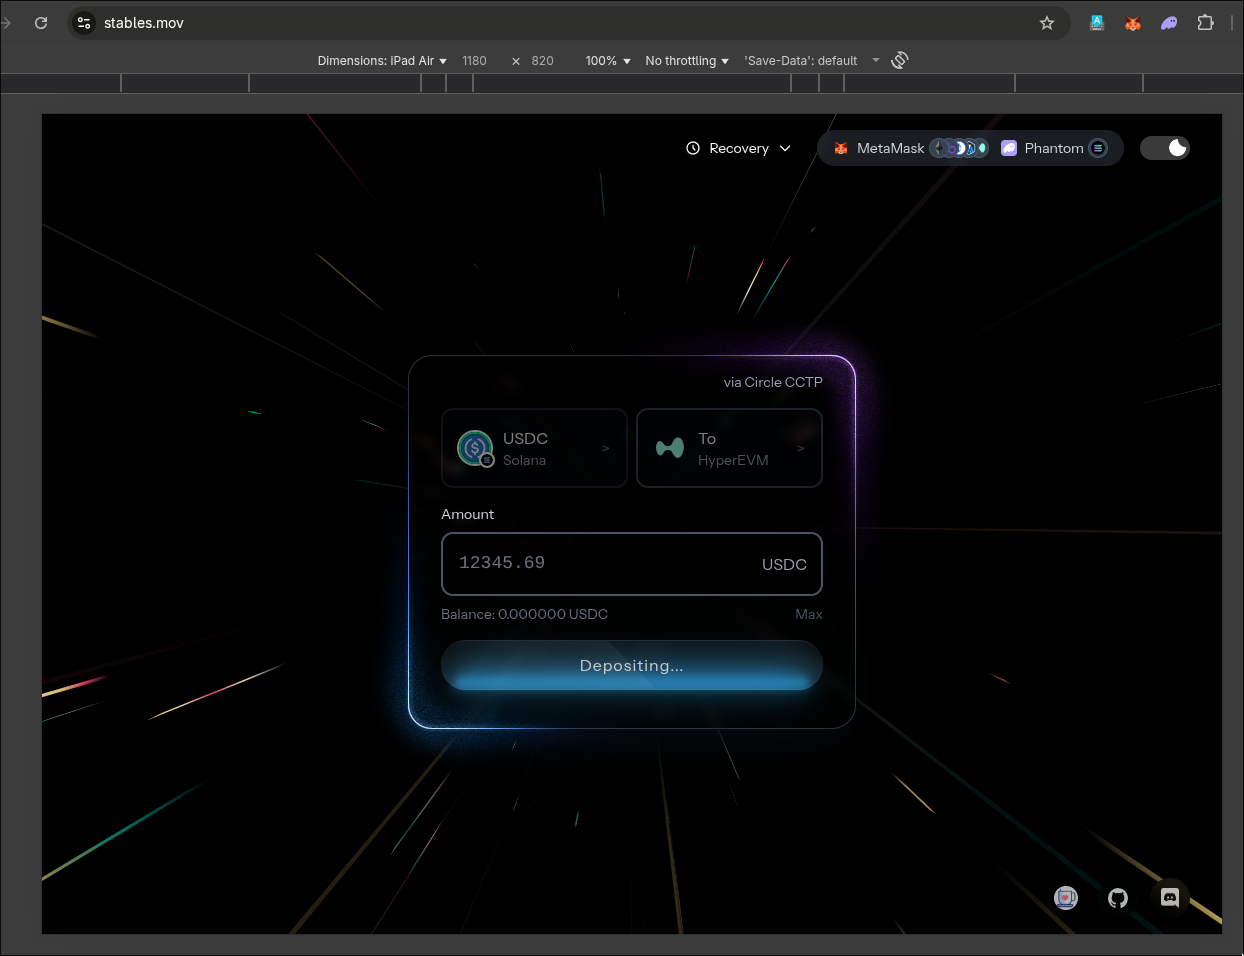 stables.mov
Dimensions: iPad Air 1180 × 820 100% No throttling 'Save-Data': default
Recovery MetaMask Phantom
via Circle CCTP
USDC
Solana
>
To
HyperEVM
>
Amount
12345.69 USDC
Balance: 0.000000 USDC Max
Depositing...